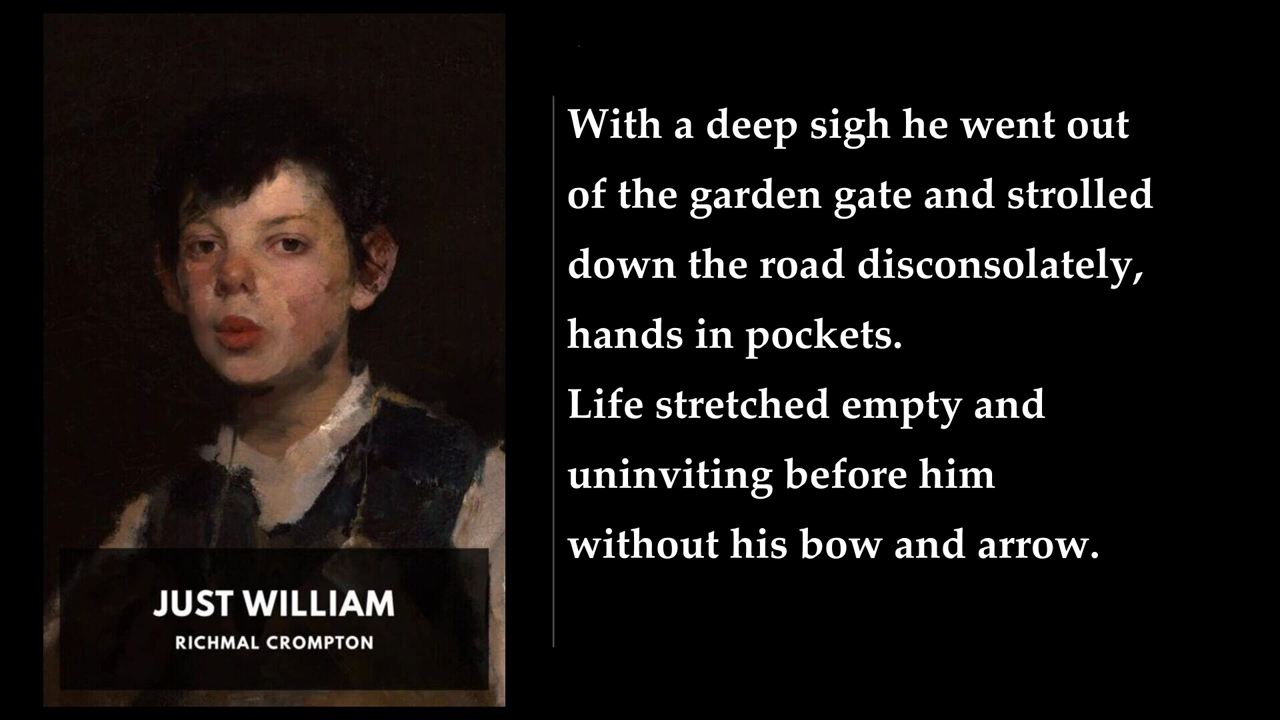 JUST WILLIAM
RICHMAL CROMPTON
With a deep sigh he went out
of the garden gate and strolled
down the road disconsolately,
hands in pockets.
Life stretched empty and
uninviting before him
without his bow and arrow.